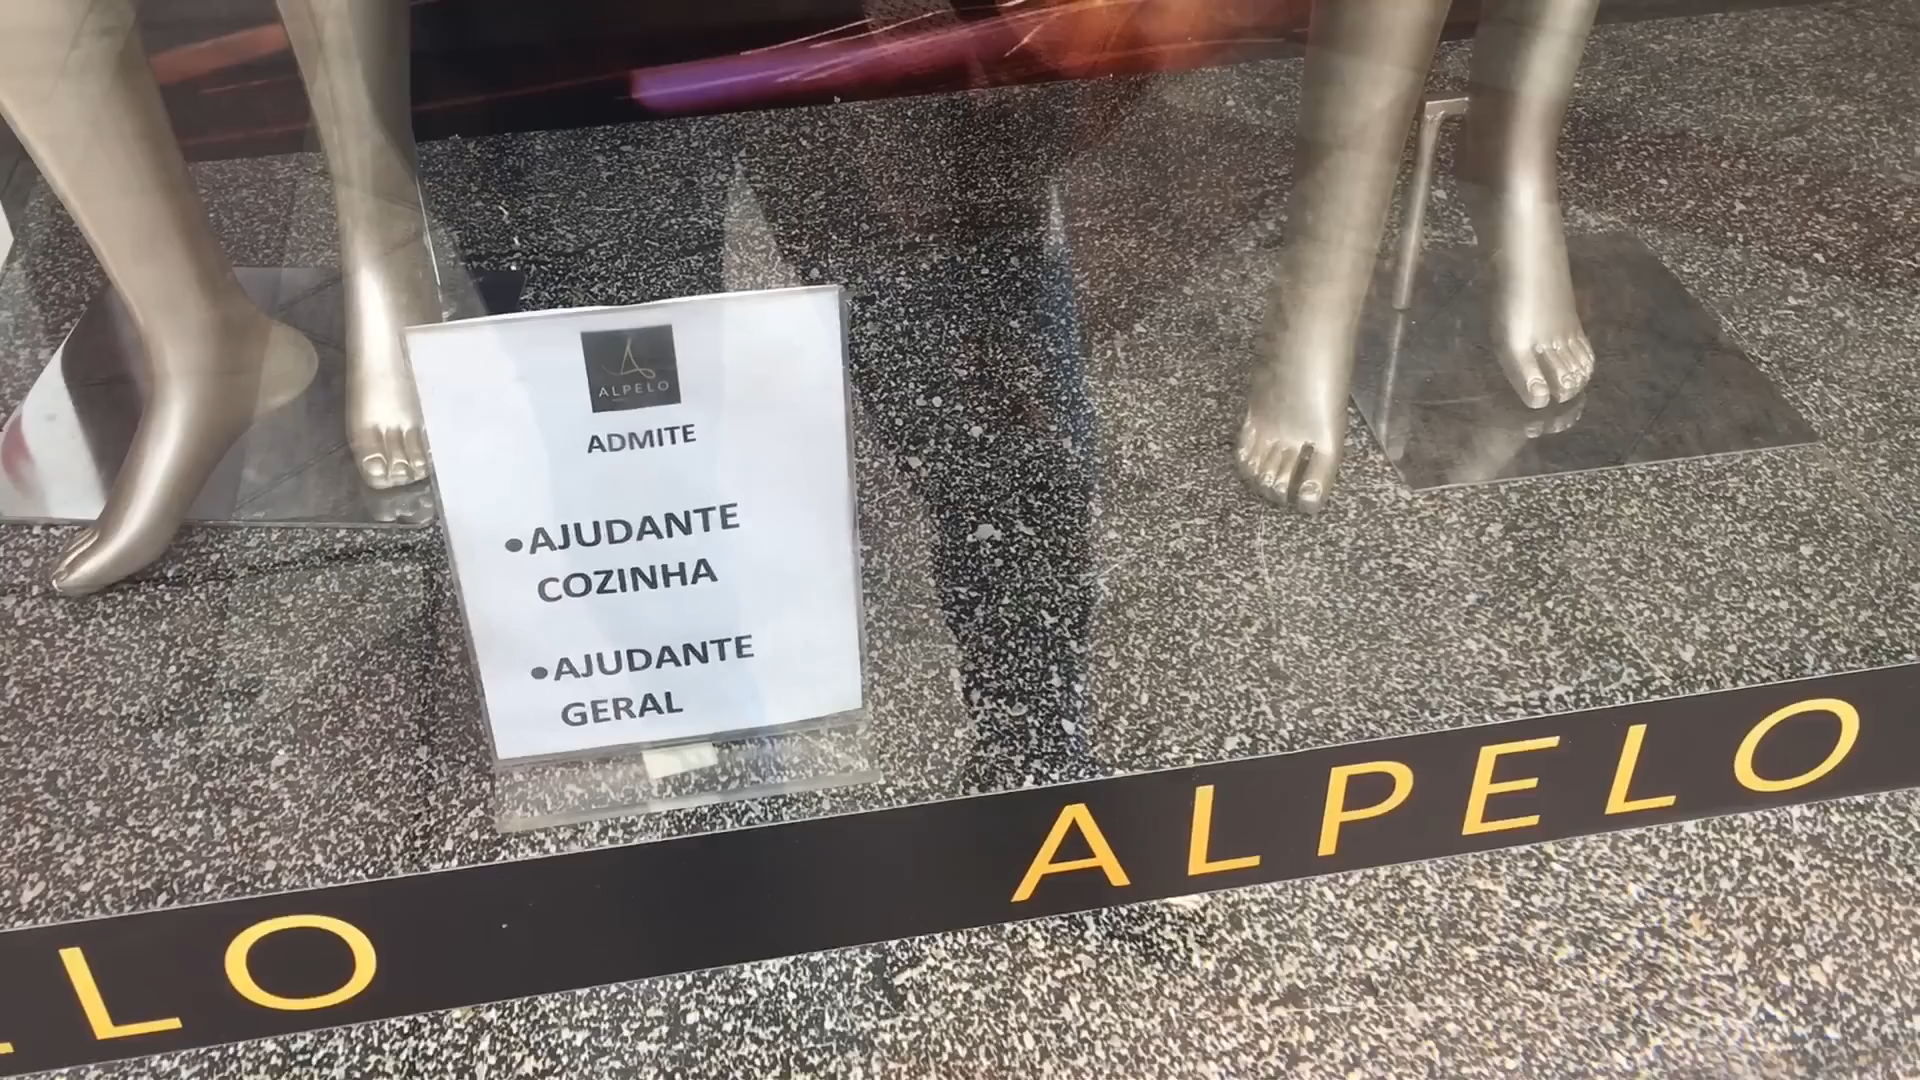 ALPELO
ADMITE
•AJUDANTE
COZINHA
•AJUDANTE
GERAL
LO ALPELO